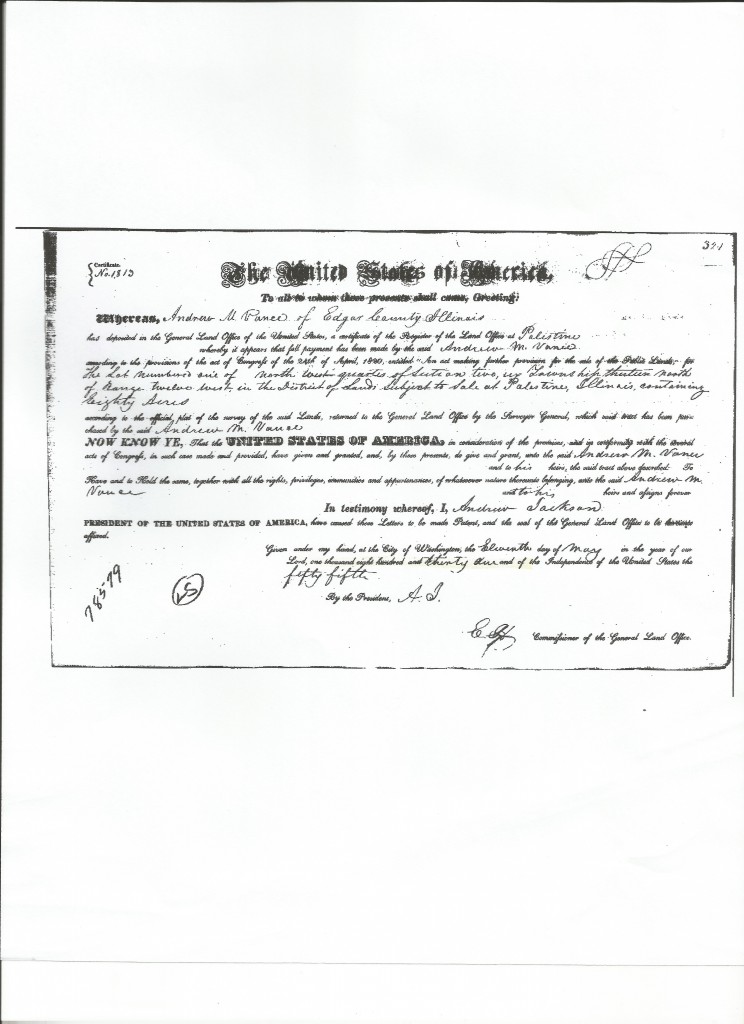 321
Certificate
No. 1813
The United States of America,
To all to whom these presents shall come, Greeting:
Whereas, Andrew M Vance of Edgar County Illinois
has deposited in the General Land Office of the United States, a certificate of the Register of the Land Office at Palestine
whereby it appears that full payment has been made by the said Andrew M. Vance
according to the provisions of the act of Congress of the 24th of April, 1820, entitled "An act making further provision for the sale of the Public Lands," for
the Lot numbered one of North West quarter of Section two, in Township thirteen north
of Range twelve west, in the District of Lands Subject to Sale at Palestine, Illinois, containing
Eighty Acres
according to the official plat of the survey of the said Lands, returned to the General Land Office by the Surveyor General, which said tract has been pur-
chased by the said Andrew M. Vance
NOW KNOW YE, That the UNITED STATES OF AMERICA, in consideration of the premises, and in conformity with the several
acts of Congress, in such case made and provided, have given and granted, and, by these presents, do give and grant, unto the said Andrew M. Vance
and to his heirs, the said tract above described: To
Have and to Hold the same, together with all the rights, privileges, immunities and appurtenances, of whatsoever nature thereunto belonging, unto the said Andrew M.
Vance and to his heirs and assigns forever
In testimony whereof, I, Andrew Jackson
PRESIDENT OF THE UNITED STATES OF AMERICA, have caused these Letters to be made Patent, and the seal of the General Land Office to be hereunto
affixed.
Given under my hand, at the City of Washington, the Eleventh day of May in the year of our
Lord, one thousand eight hundred and thirty one and of the Independence of the United States the
fifty fifth
By the President, A. J.
Commissioner of the General Land Office.
78579